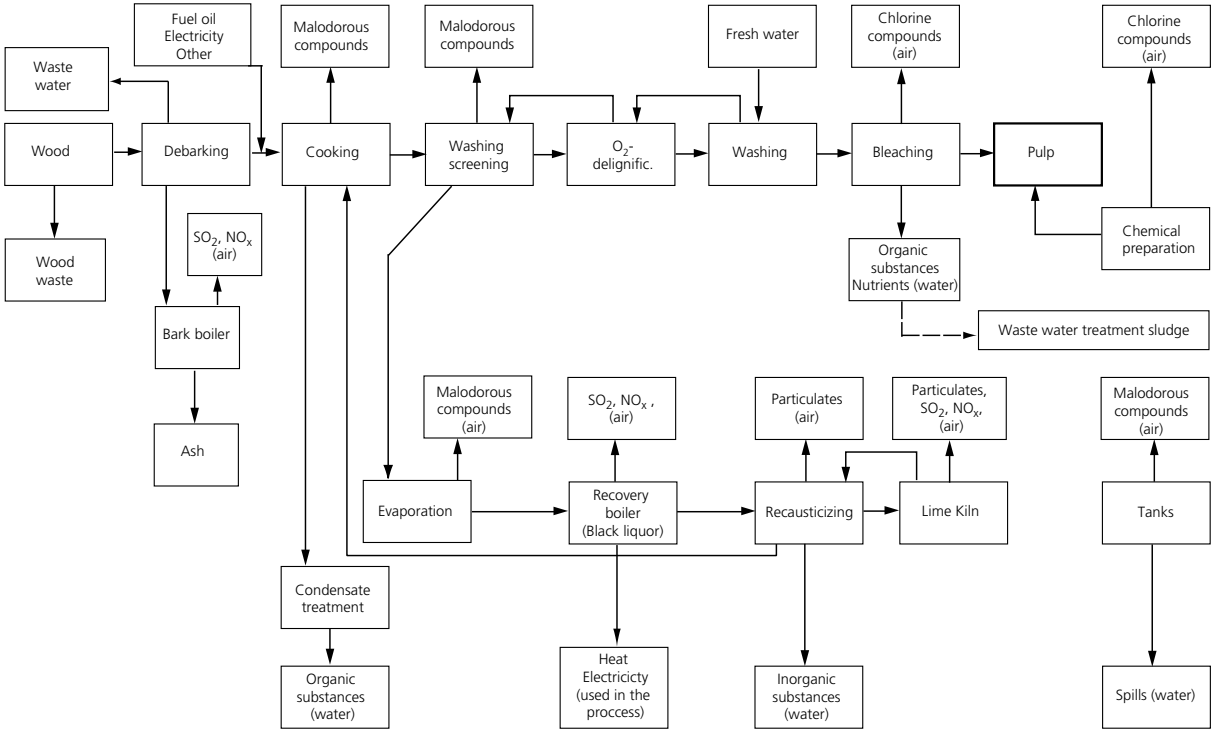 Fuel oil
Electricity
Other
Malodorous
compounds
Malodorous
compounds
Fresh water
Chlorine
compounds
(air)
Chlorine
compounds
(air)
Waste
water
Wood
Debarking
Cooking
Washing
screening
O2-
delignific.
Washing
Bleaching
Pulp
Chemical
preparation
Wood
waste
SO2, NOx
(air)
Organic
substances
Nutrients (water)
Bark boiler
Waste water treatment sludge
Ash
Malodorous
compounds
(air)
SO2, NOx ,
(air)
Particulates
(air)
Particulates,
SO2, NOx,
(air)
Malodorous
compounds
(air)
Evaporation
Recovery
boiler
(Black liquor)
Recausticizing
Lime Kiln
Tanks
Condensate
treatment
Organic
substances
(water)
Heat
Electricicty
(used in the
proccess)
Inorganic
substances
(water)
Spills (water)